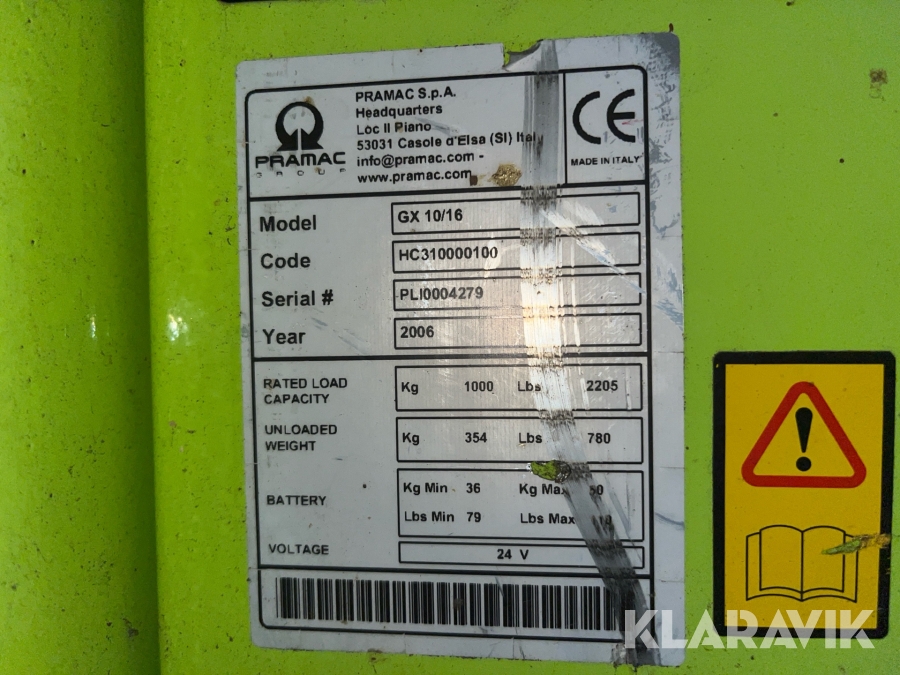 PRAMAC
GROUP
PRAMAC S.p.A.
Headquarters
Loc Il Piano
53031 Casole d'Elsa (SI) Italy
info@pramac.com -
www.pramac.com
CE
MADE IN ITALY
Model GX 10/16
Code HC310000100
Serial # PLI0004279
Year 2006
RATED LOAD CAPACITY Kg 1000 Lbs 2205
UNLOADED WEIGHT Kg 354 Lbs 780
BATTERY Kg Min 36 Kg Max
Lbs Min 79 Lbs Max
VOLTAGE 24 V
KLARAVIK